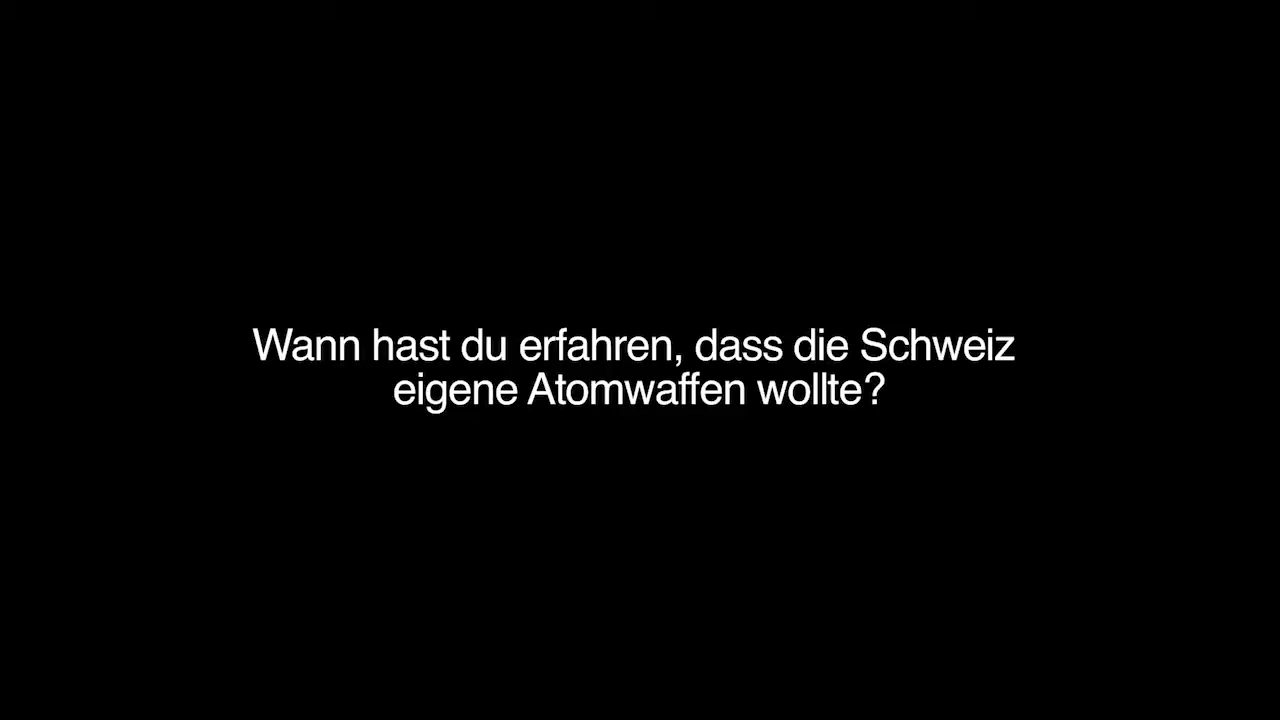 Wann hast du erfahren, dass die Schweiz
eigene Atomwaffen wollte?